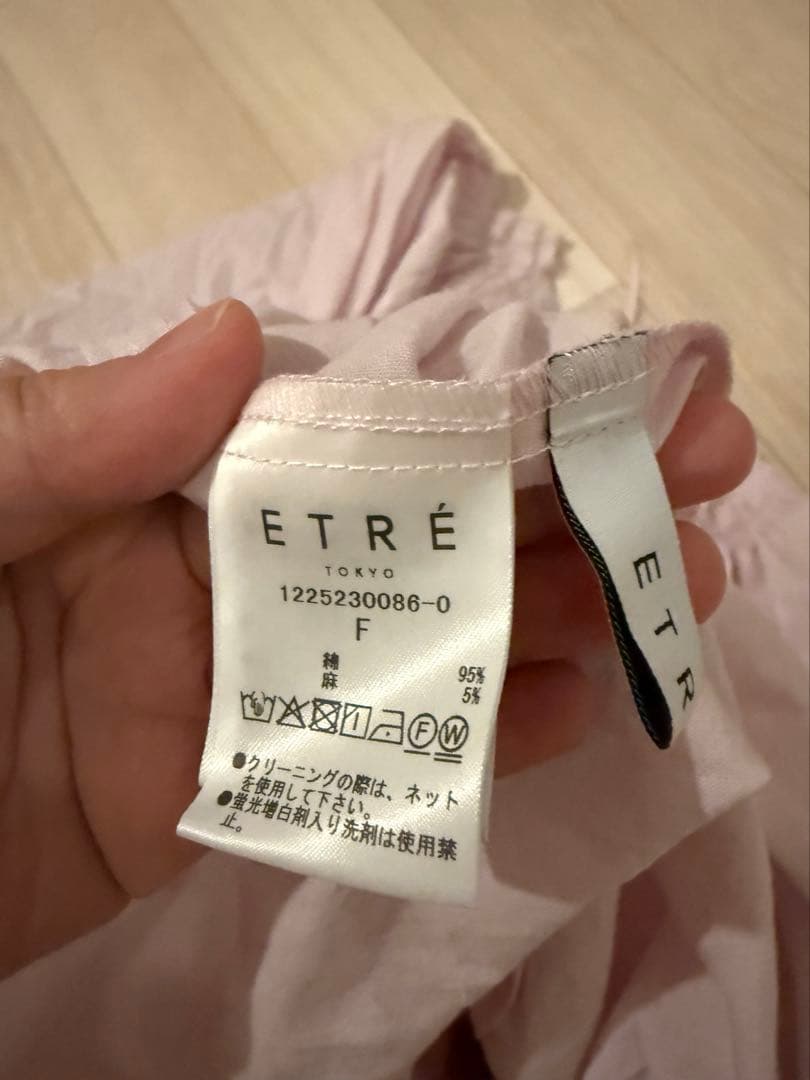 ETRÉ
TOKYO
1225230086-0
F
綿 95%
麻 5%
F W
●クリーニングの際は、ネット
を使用して下さい。
●蛍光増白剤入り洗剤は使用禁
止。
ETR